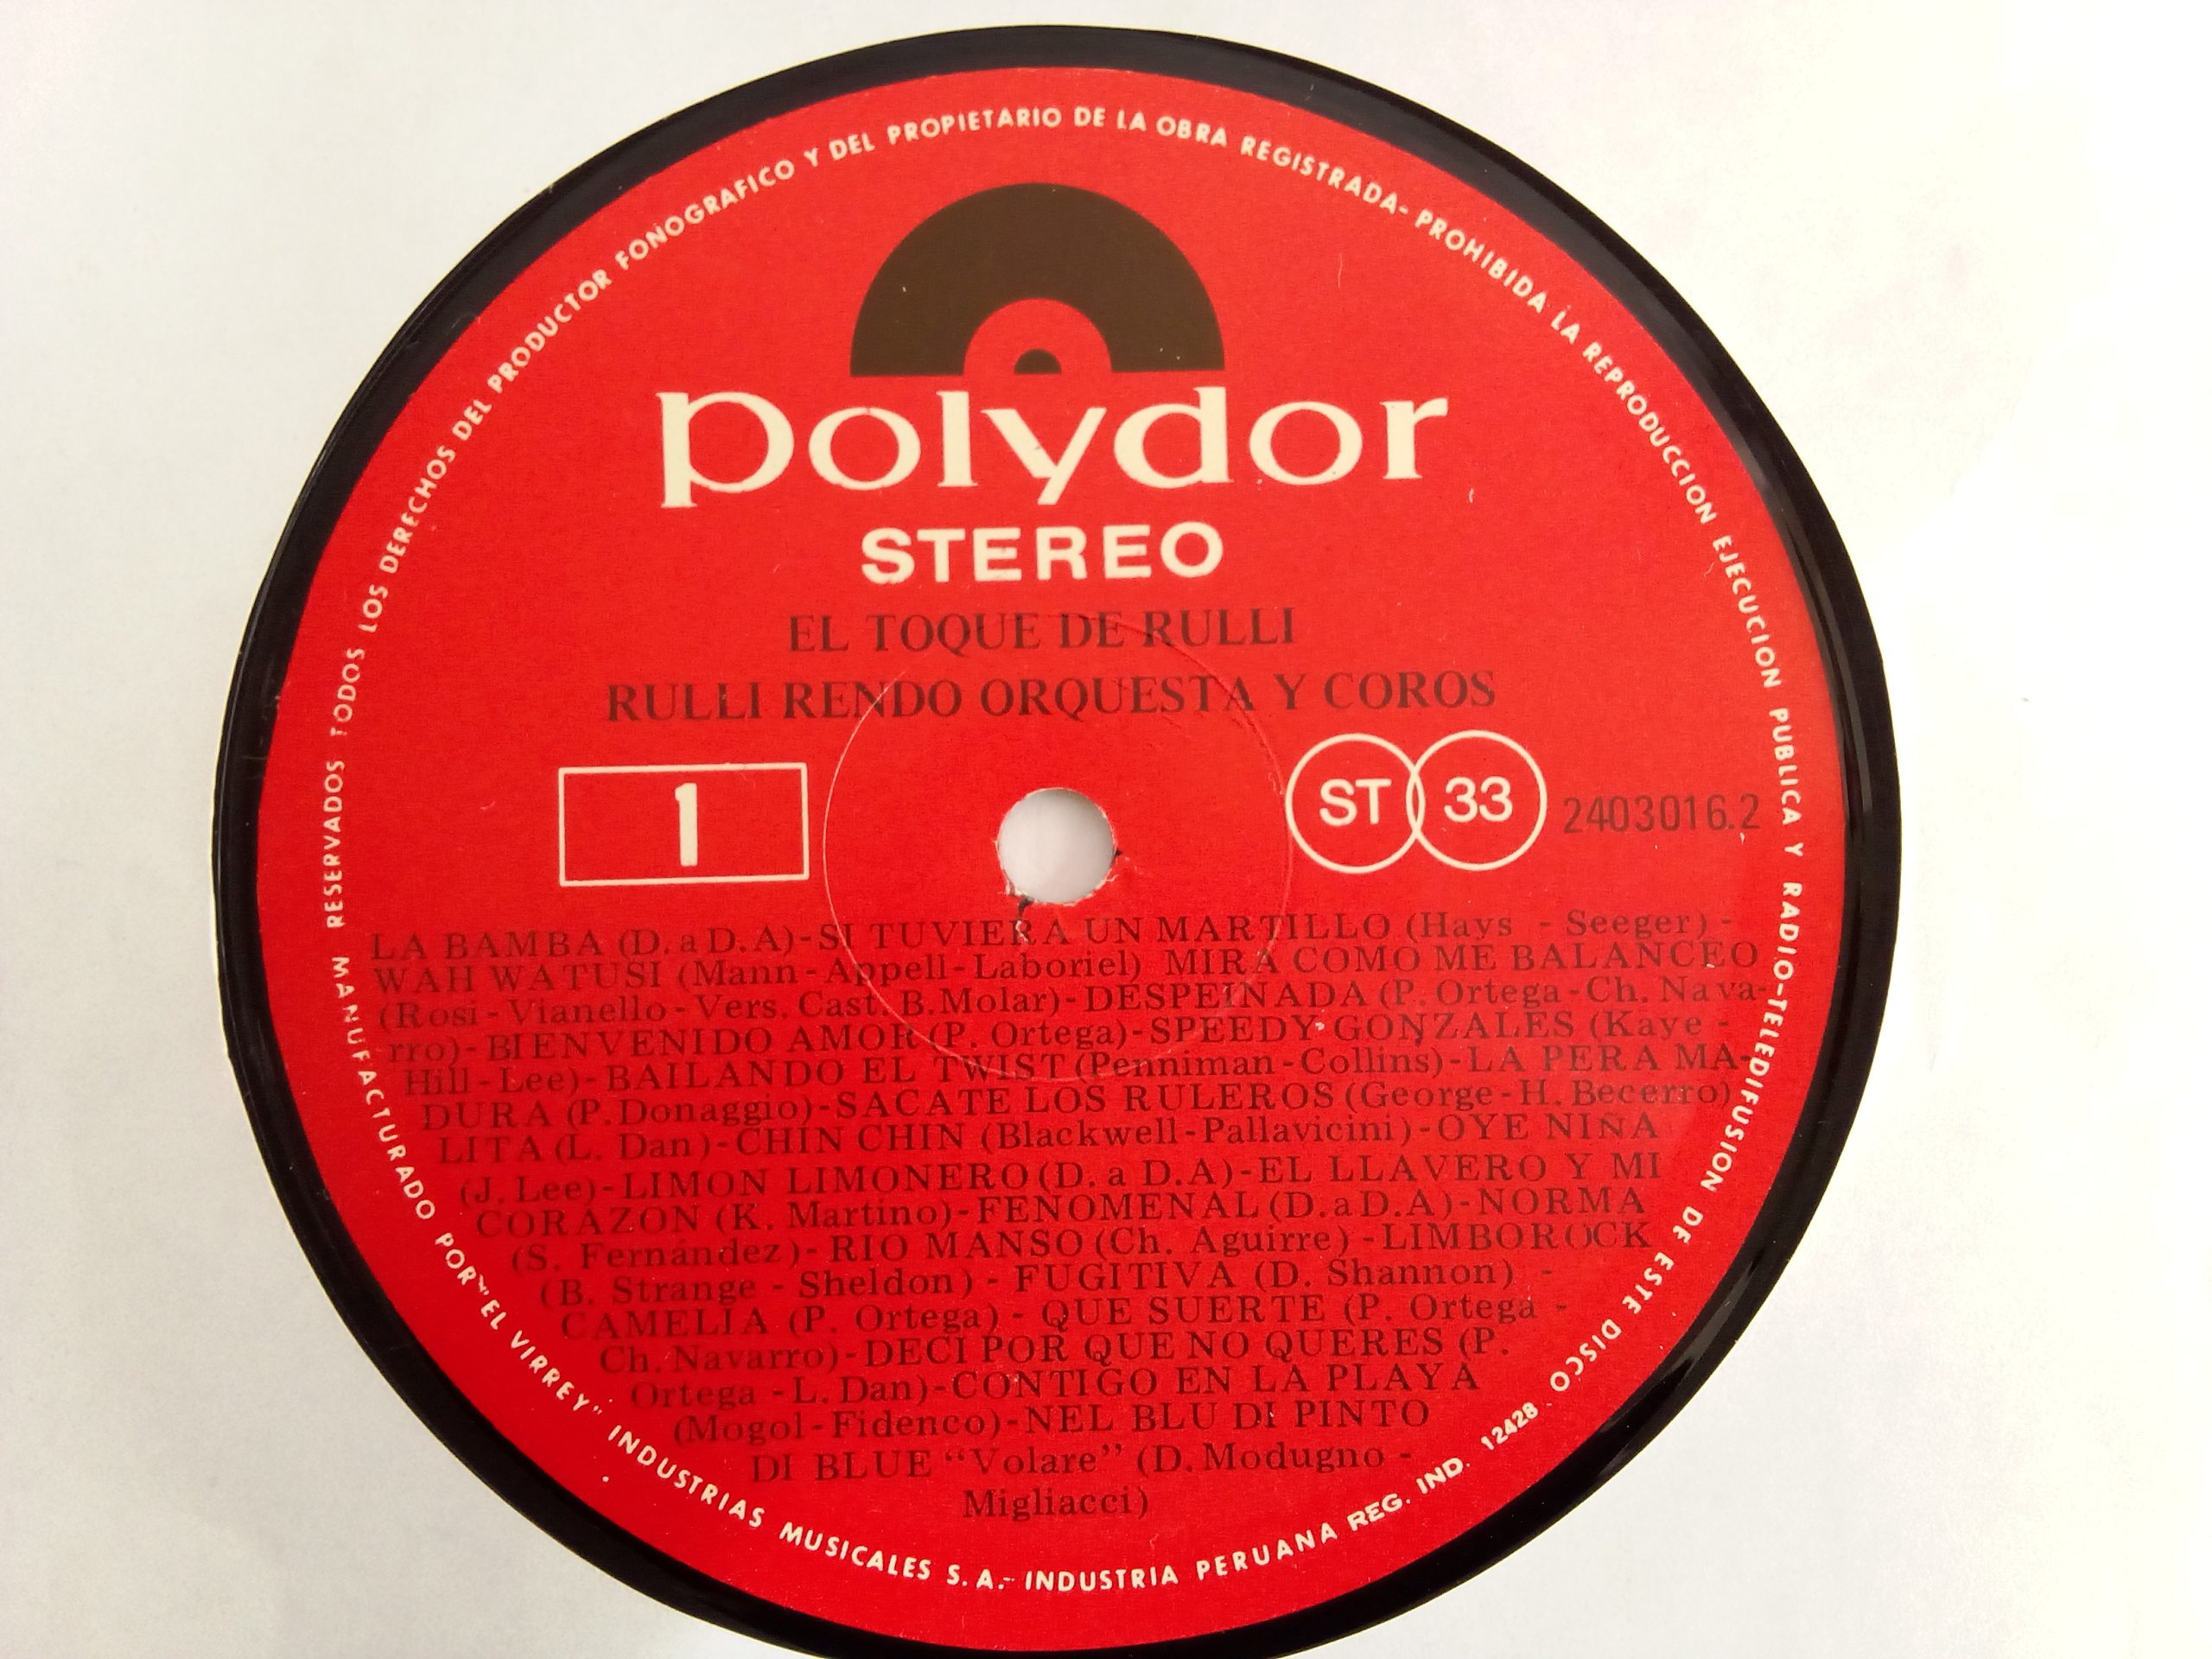 MANUFACTURADO POR "EL VIRREY" INDUSTRIAS MUSICALES S.A.- INDUSTRIA PERUANA REG. IND. 12428.
RESERVADOS TODOS LOS DERECHOS DEL PRODUCTOR FONOGRAFICO Y DEL PROPIETARIO DE LA OBRA REGISTRADA- PROHIBIDA LA REPRODUCCION EJECUCION PUBLICA Y RADIO-TELEDIFUSION DE ESTE DISCO
polydor
STEREO
EL TOQUE DE RULLI
RULLI RENDO ORQUESTA Y COROS
1
ST 33 2403016.2
LA BAMBA (D. a D.A)-SI TUVIERA UN MARTILLO (Hays - Seeger) -
WAH WATUSI (Mann-Appell-Laboriel) MIRA COMO ME BALANCEO
(Rosi-Vianello-Vers. Cast. B.Molar)-DESPEINADA (P. Ortega-Ch. Nava-
rro)-BIENVENIDO AMOR (P. Ortega)-SPEEDY GONZALES (Kaye -
Hill-Lee)-BAILANDO EL TWIST (Penniman-Collins)-LA PERA MA-
DURA (P.Donaggio)-SACATE LOS RULEROS (George-H. Becerro)
LITA (L. Dan)-CHIN CHIN (Blackwell-Pallavicini)-OYE NIÑA
(J. Lee)-LIMON LIMONERO (D. a D.A)-EL LLAVERO Y MI
CORAZON (K. Martino)-FENOMENAL (D. a D.A)-NORMA
(S. Fernández)- RIO MANSO (Ch. Aguirre) -LIMBOROCK
(B. Strange - Sheldon) - FUGITIVA (D. Shannon) -
CAMELIA (P. Ortega) - QUE SUERTE (P. Ortega -
Ch. Navarro)-DECI POR QUE NO QUERES (P.
Ortega -L. Dan)-CONTIGO EN LA PLAYA
(Mogol-Fidenco)-NEL BLU DI PINTO
DI BLUE "Volare" (D. Modugno -
Migliacci)